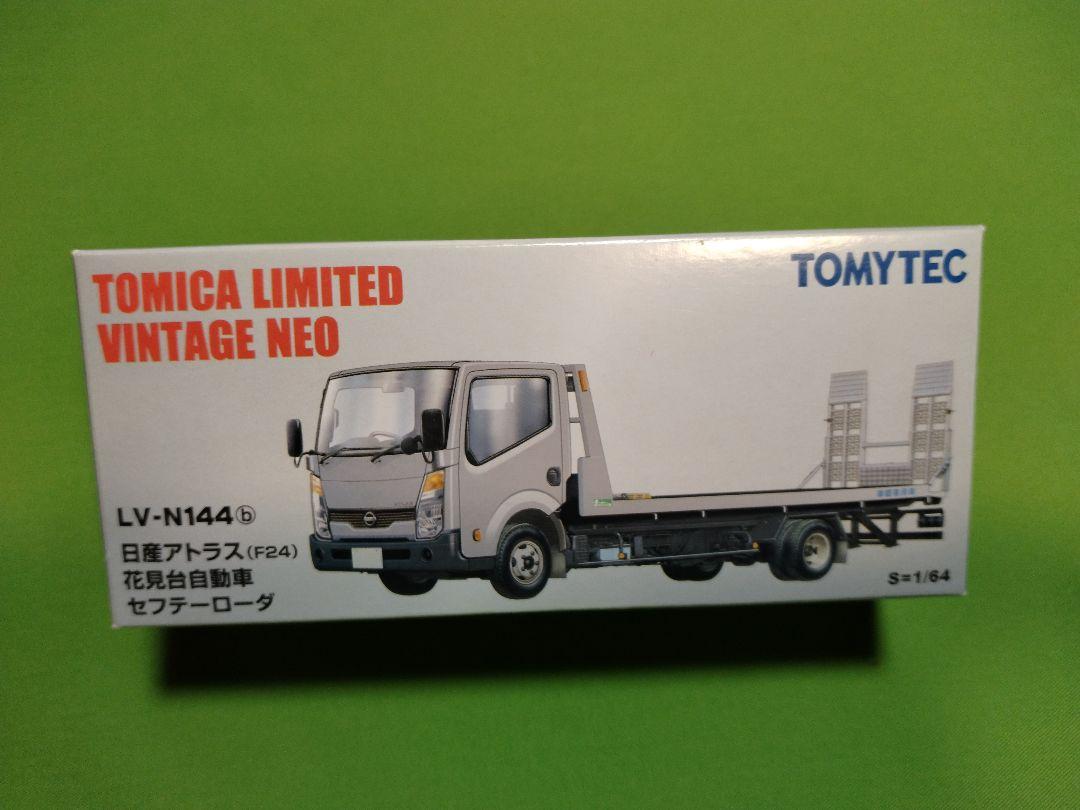 TOMICA LIMITED
VINTAGE NEO
TOMYTEC
LV-N144ⓑ
日産アトラス(F24)
花見台自動車
セフテーローダ
S=1/64